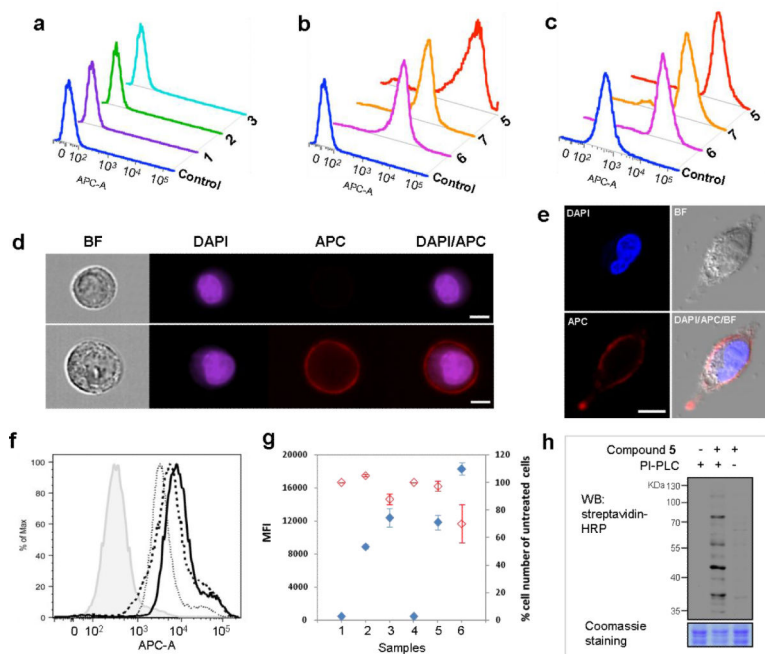 a
b
c
0 10² 10³ 10⁴ 10⁵
APC-A
Control
1
2
3
0 10² 10³ 10⁴ 10⁵
APC-A
Control
6
7
5
0 10² 10³ 10⁴ 10⁵
APC-A
Control
6
7
5
d
BF DAPI APC DAPI/APC
e
DAPI BF
APC DAPI/APC/BF
f
% of Max
100
80
60
40
20
0
0 10² 10³ 10⁴ 10⁵
APC-A
g
MFI
20000
16000
12000
8000
4000
0
120
100
80
60
40
20
0
% cell number of untreated cells
1 2 3 4 5 6
Samples
h
Compound 5 - + +
PI-PLC + + -
KDa 130
100
70
55
40
35
WB:
streptavidin-
HRP
Coomassie
staining